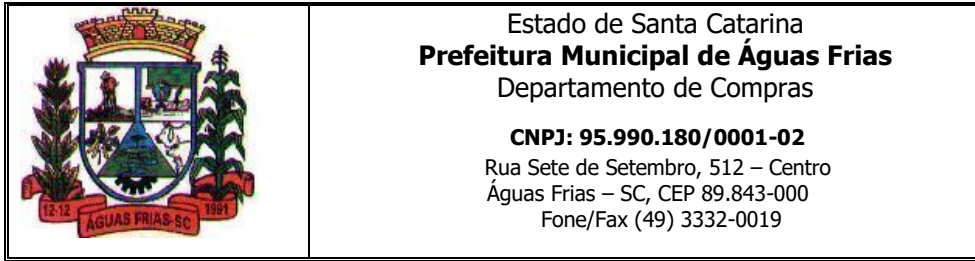 12-12
ÁGUAS FRIAS-SC
1991
Estado de Santa Catarina
Prefeitura Municipal de Águas Frias
Departamento de Compras
CNPJ: 95.990.180/0001-02
Rua Sete de Setembro, 512 – Centro
Águas Frias – SC, CEP 89.843-000
Fone/Fax (49) 3332-0019